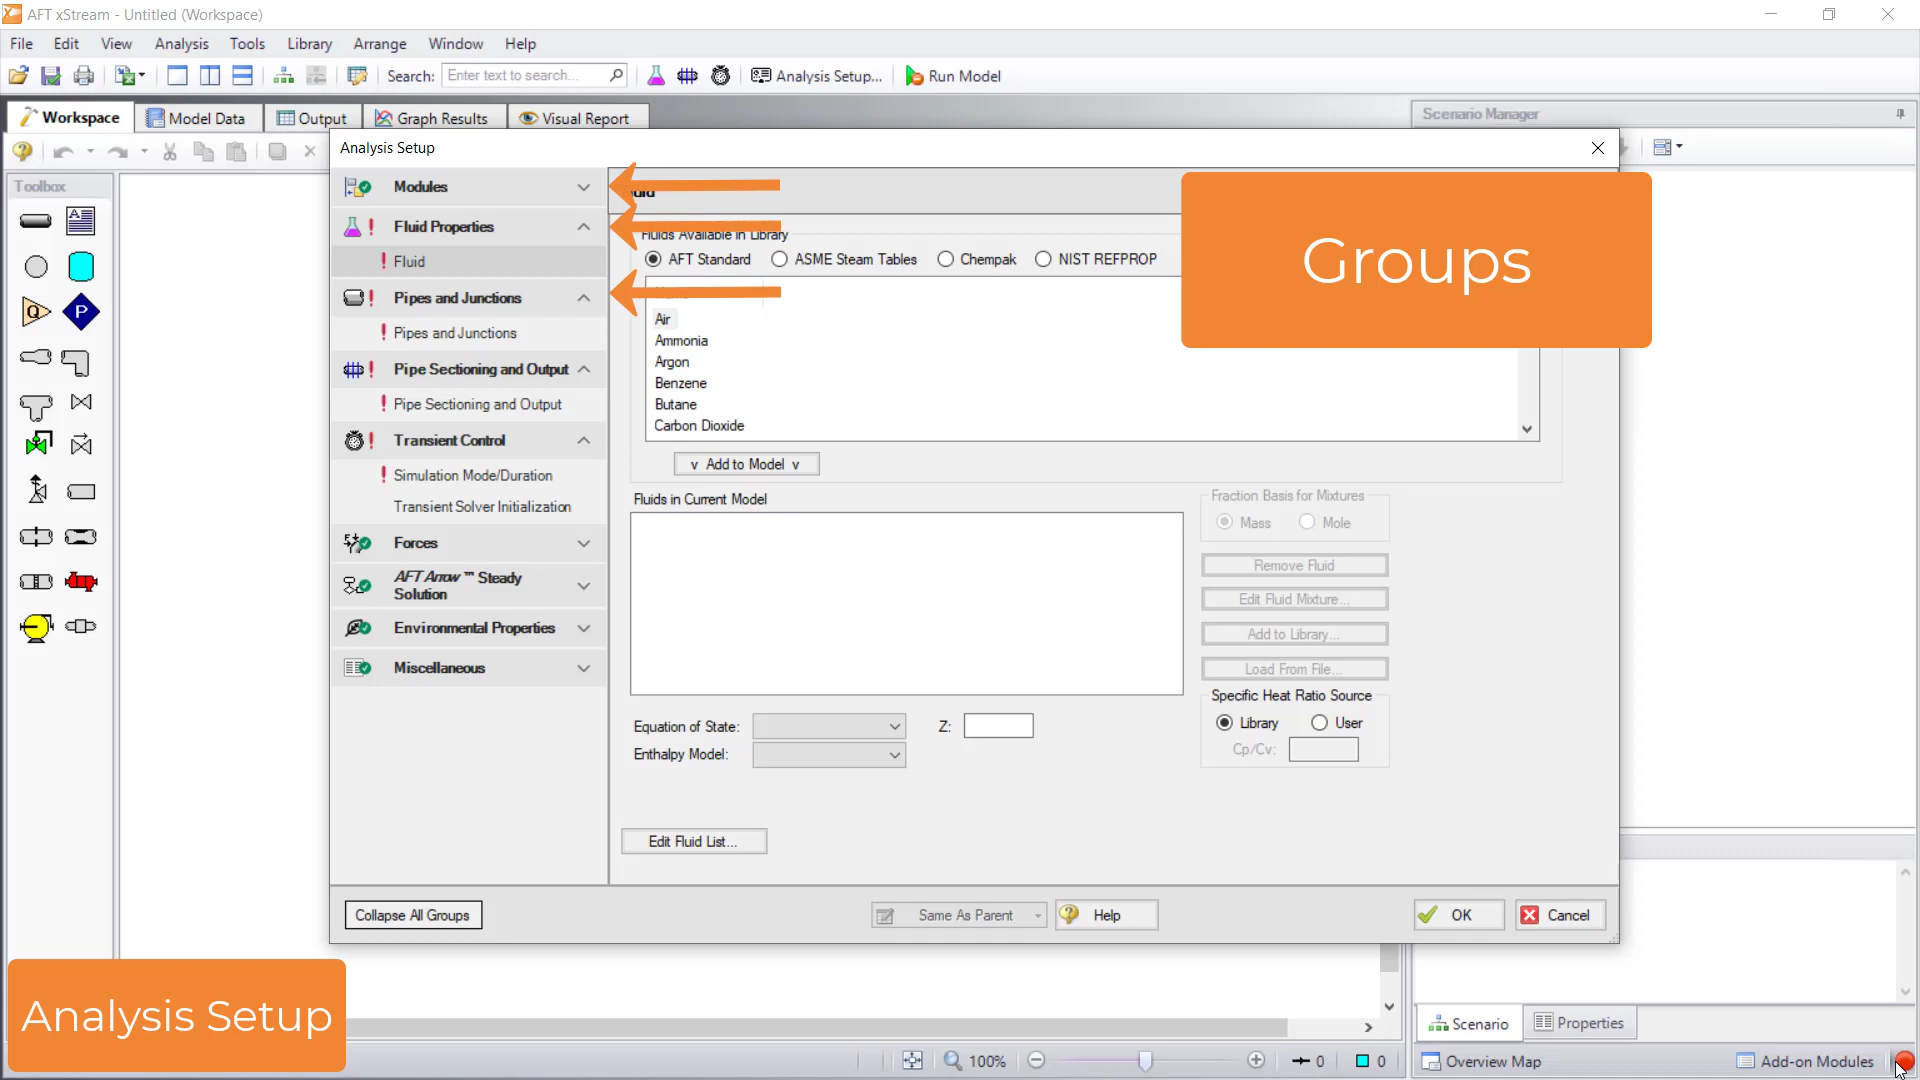 AFT xStream - Untitled (Workspace)
File Edit View Analysis Tools Library Arrange Window Help
Search: Enter text to search... Analysis Setup... Run Model
Workspace Model Data Output Graph Results Visual Report
Scenario Manager
Analysis Setup
Toolbox
Modules
Fluid Properties
Fluid
Pipes and Junctions
Pipes and Junctions
Pipe Sectioning and Output
Pipe Sectioning and Output
Transient Control
Simulation Mode/Duration
Transient Solver Initialization
Forces
AFT Arrow ™ Steady
Solution
Environmental Properties
Miscellaneous
Groups
Fluids Available in Library
AFT Standard ASME Steam Tables Chempak NIST REFPROP
Air
Ammonia
Argon
Benzene
Butane
Carbon Dioxide
v Add to Model v
Fluids in Current Model
Fraction Basis for Mixtures
Mass Mole
Remove Fluid
Edit Fluid Mixture...
Add to Library...
Load From File...
Specific Heat Ratio Source
Library User
Cp/Cv:
Equation of State: Z:
Enthalpy Model:
Edit Fluid List...
Collapse All Groups Same As Parent Help OK Cancel
Analysis Setup
Scenario Properties
100% 0 0 Overview Map Add-on Modules